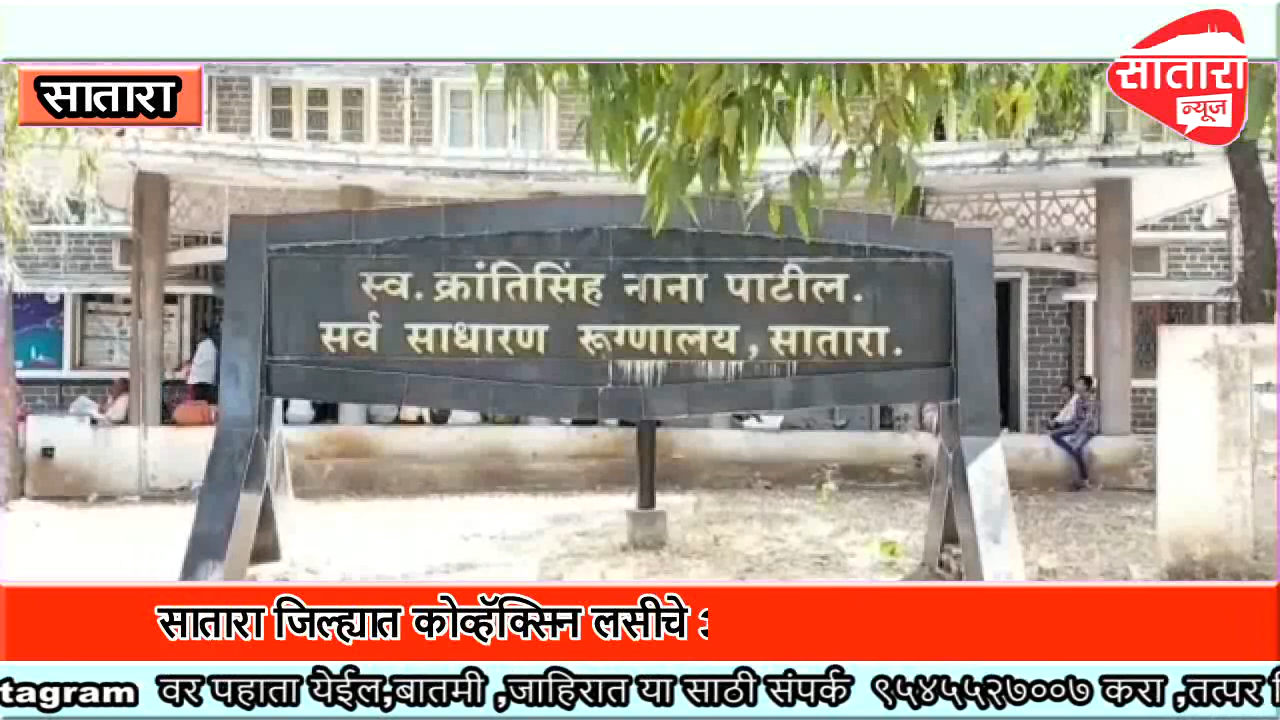 सातारा
सातारा
न्यूज
स्व. क्रांतिसिंह नाना पाटील.
सर्व साधारण रूग्णालय, सातारा.
सातारा जिल्ह्यात कोव्हॅक्सिन लसीचे
tagram वर पहाता येईल,बातमी ,जाहिरात या साठी संपर्क ९५४५५२७००७ करा ,तत्पर